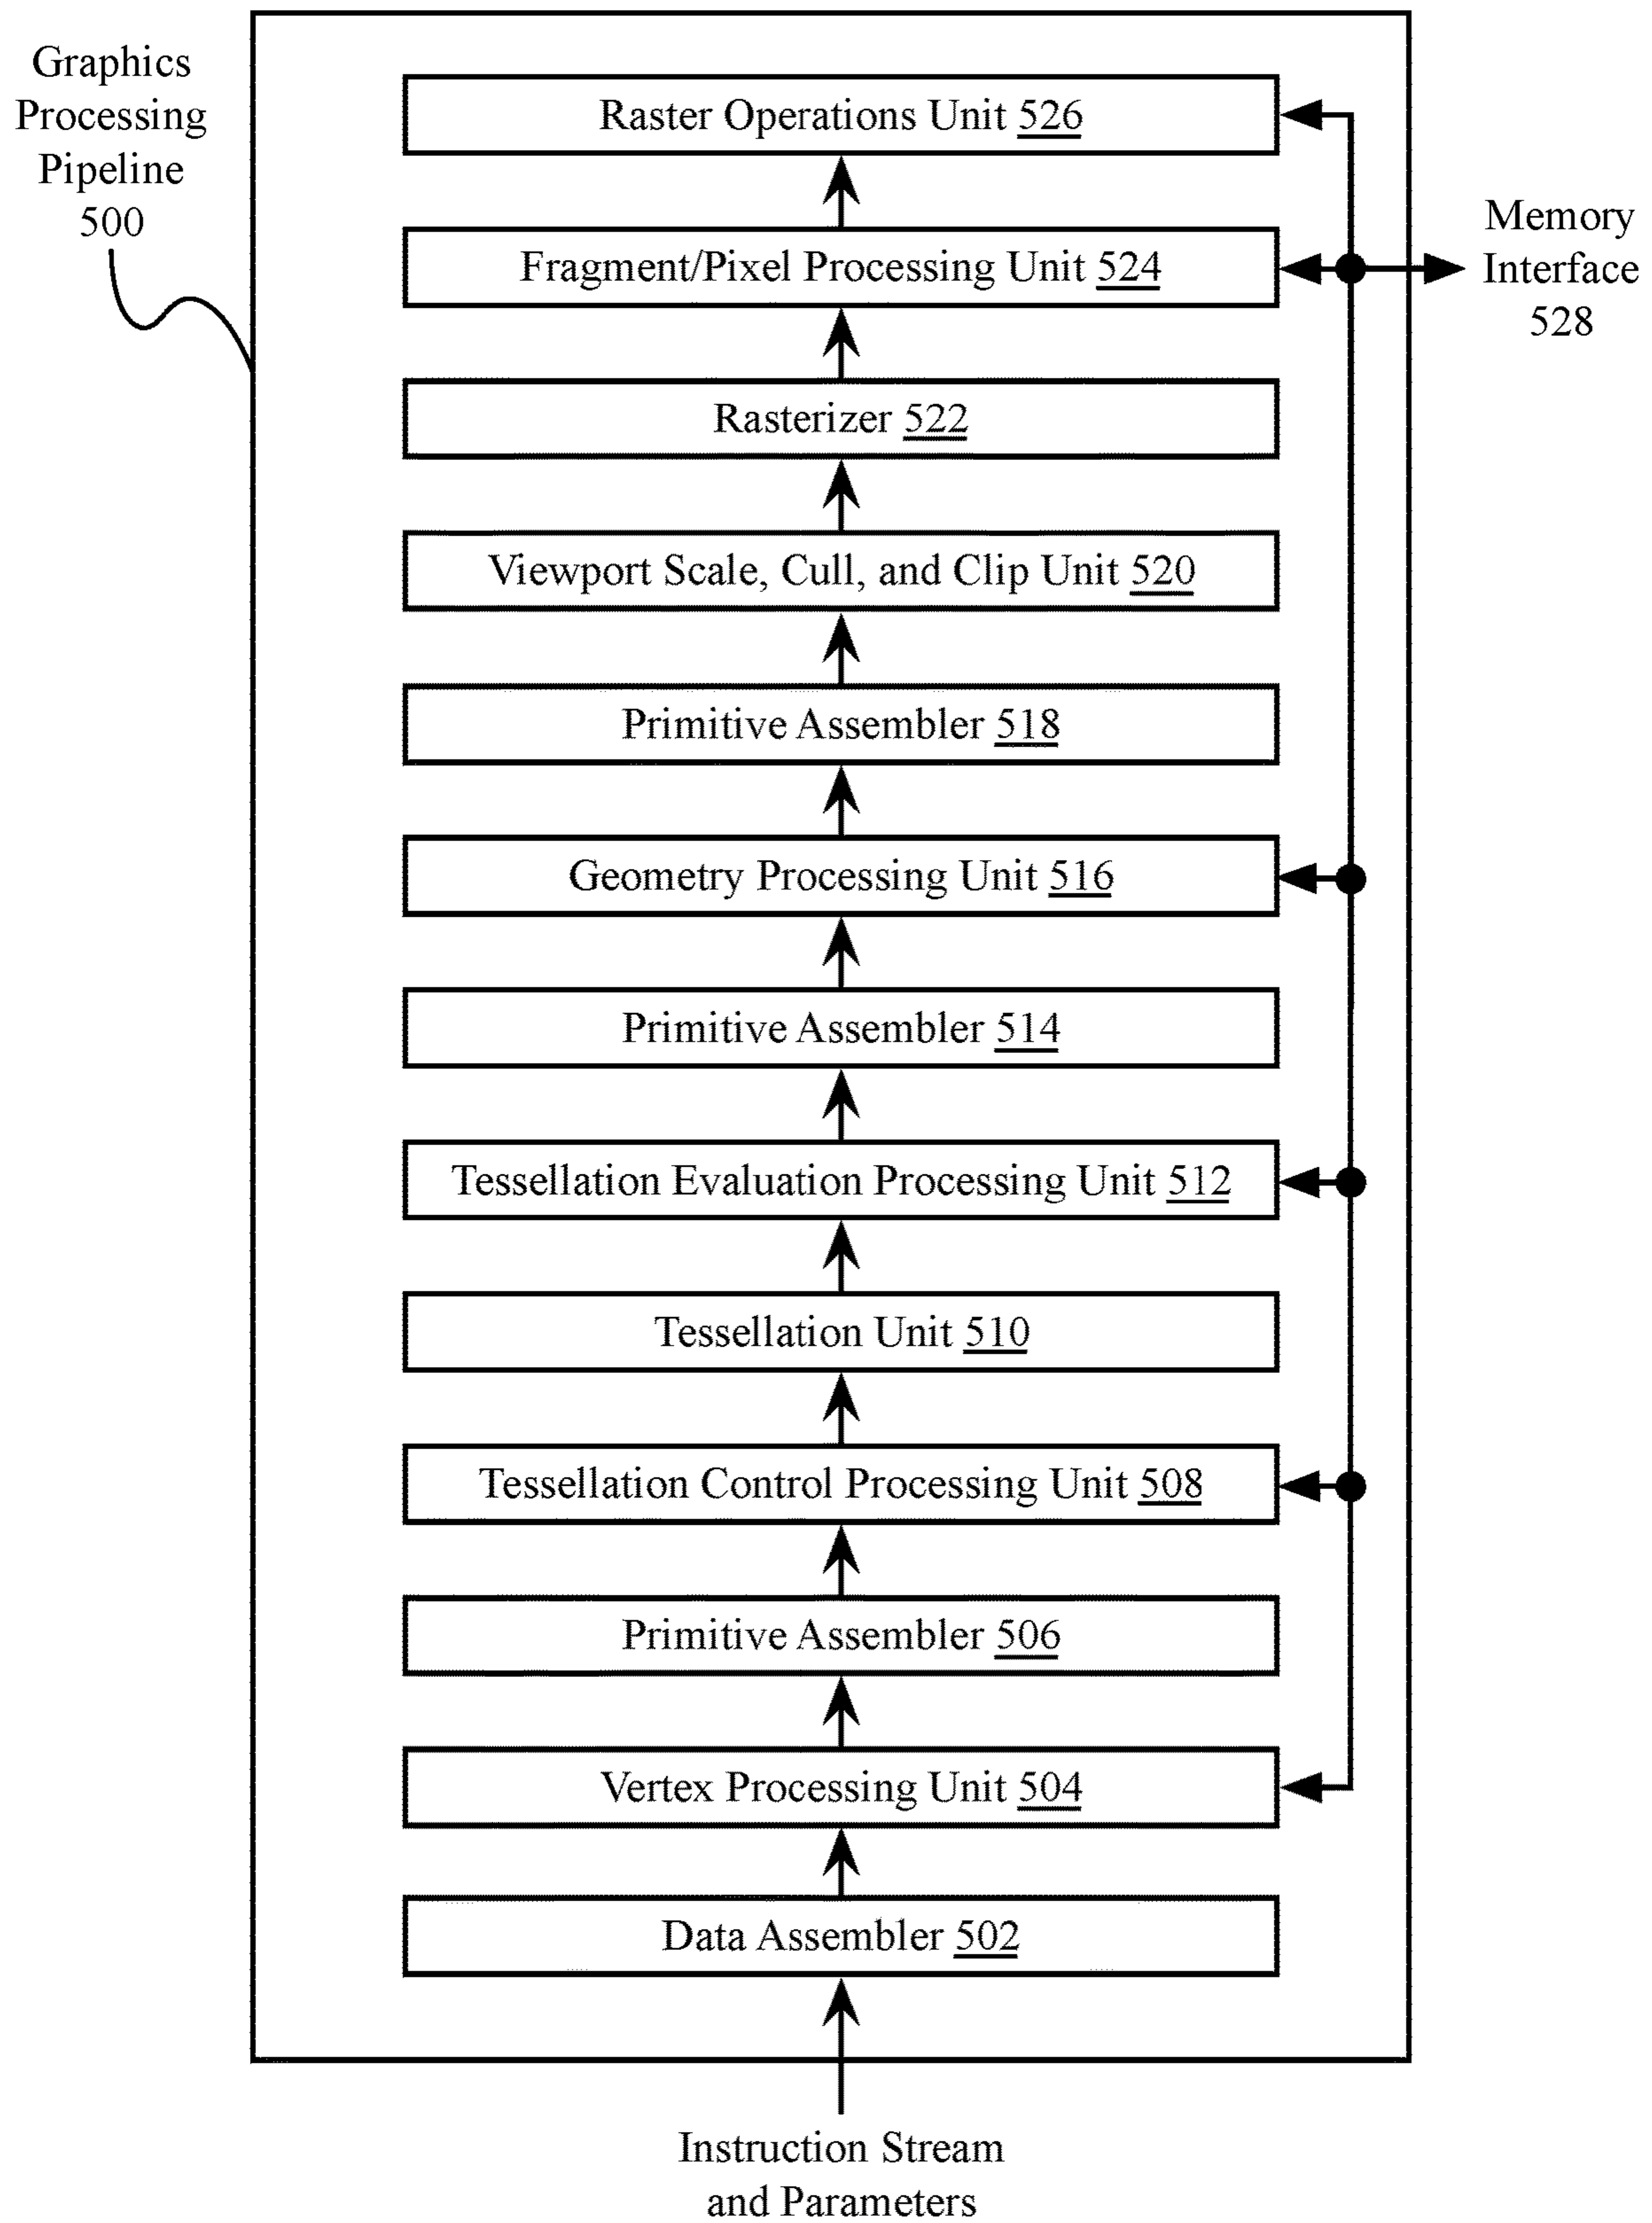 Graphics
Processing
Pipeline
500
Raster Operations Unit 526
Fragment/Pixel Processing Unit 524
Memory
Interface
528
Rasterizer 522
Viewport Scale, Cull, and Clip Unit 520
Primitive Assembler 518
Geometry Processing Unit 516
Primitive Assembler 514
Tessellation Evaluation Processing Unit 512
Tessellation Unit 510
Tessellation Control Processing Unit 508
Primitive Assembler 506
Vertex Processing Unit 504
Data Assembler 502
Instruction Stream
and Parameters